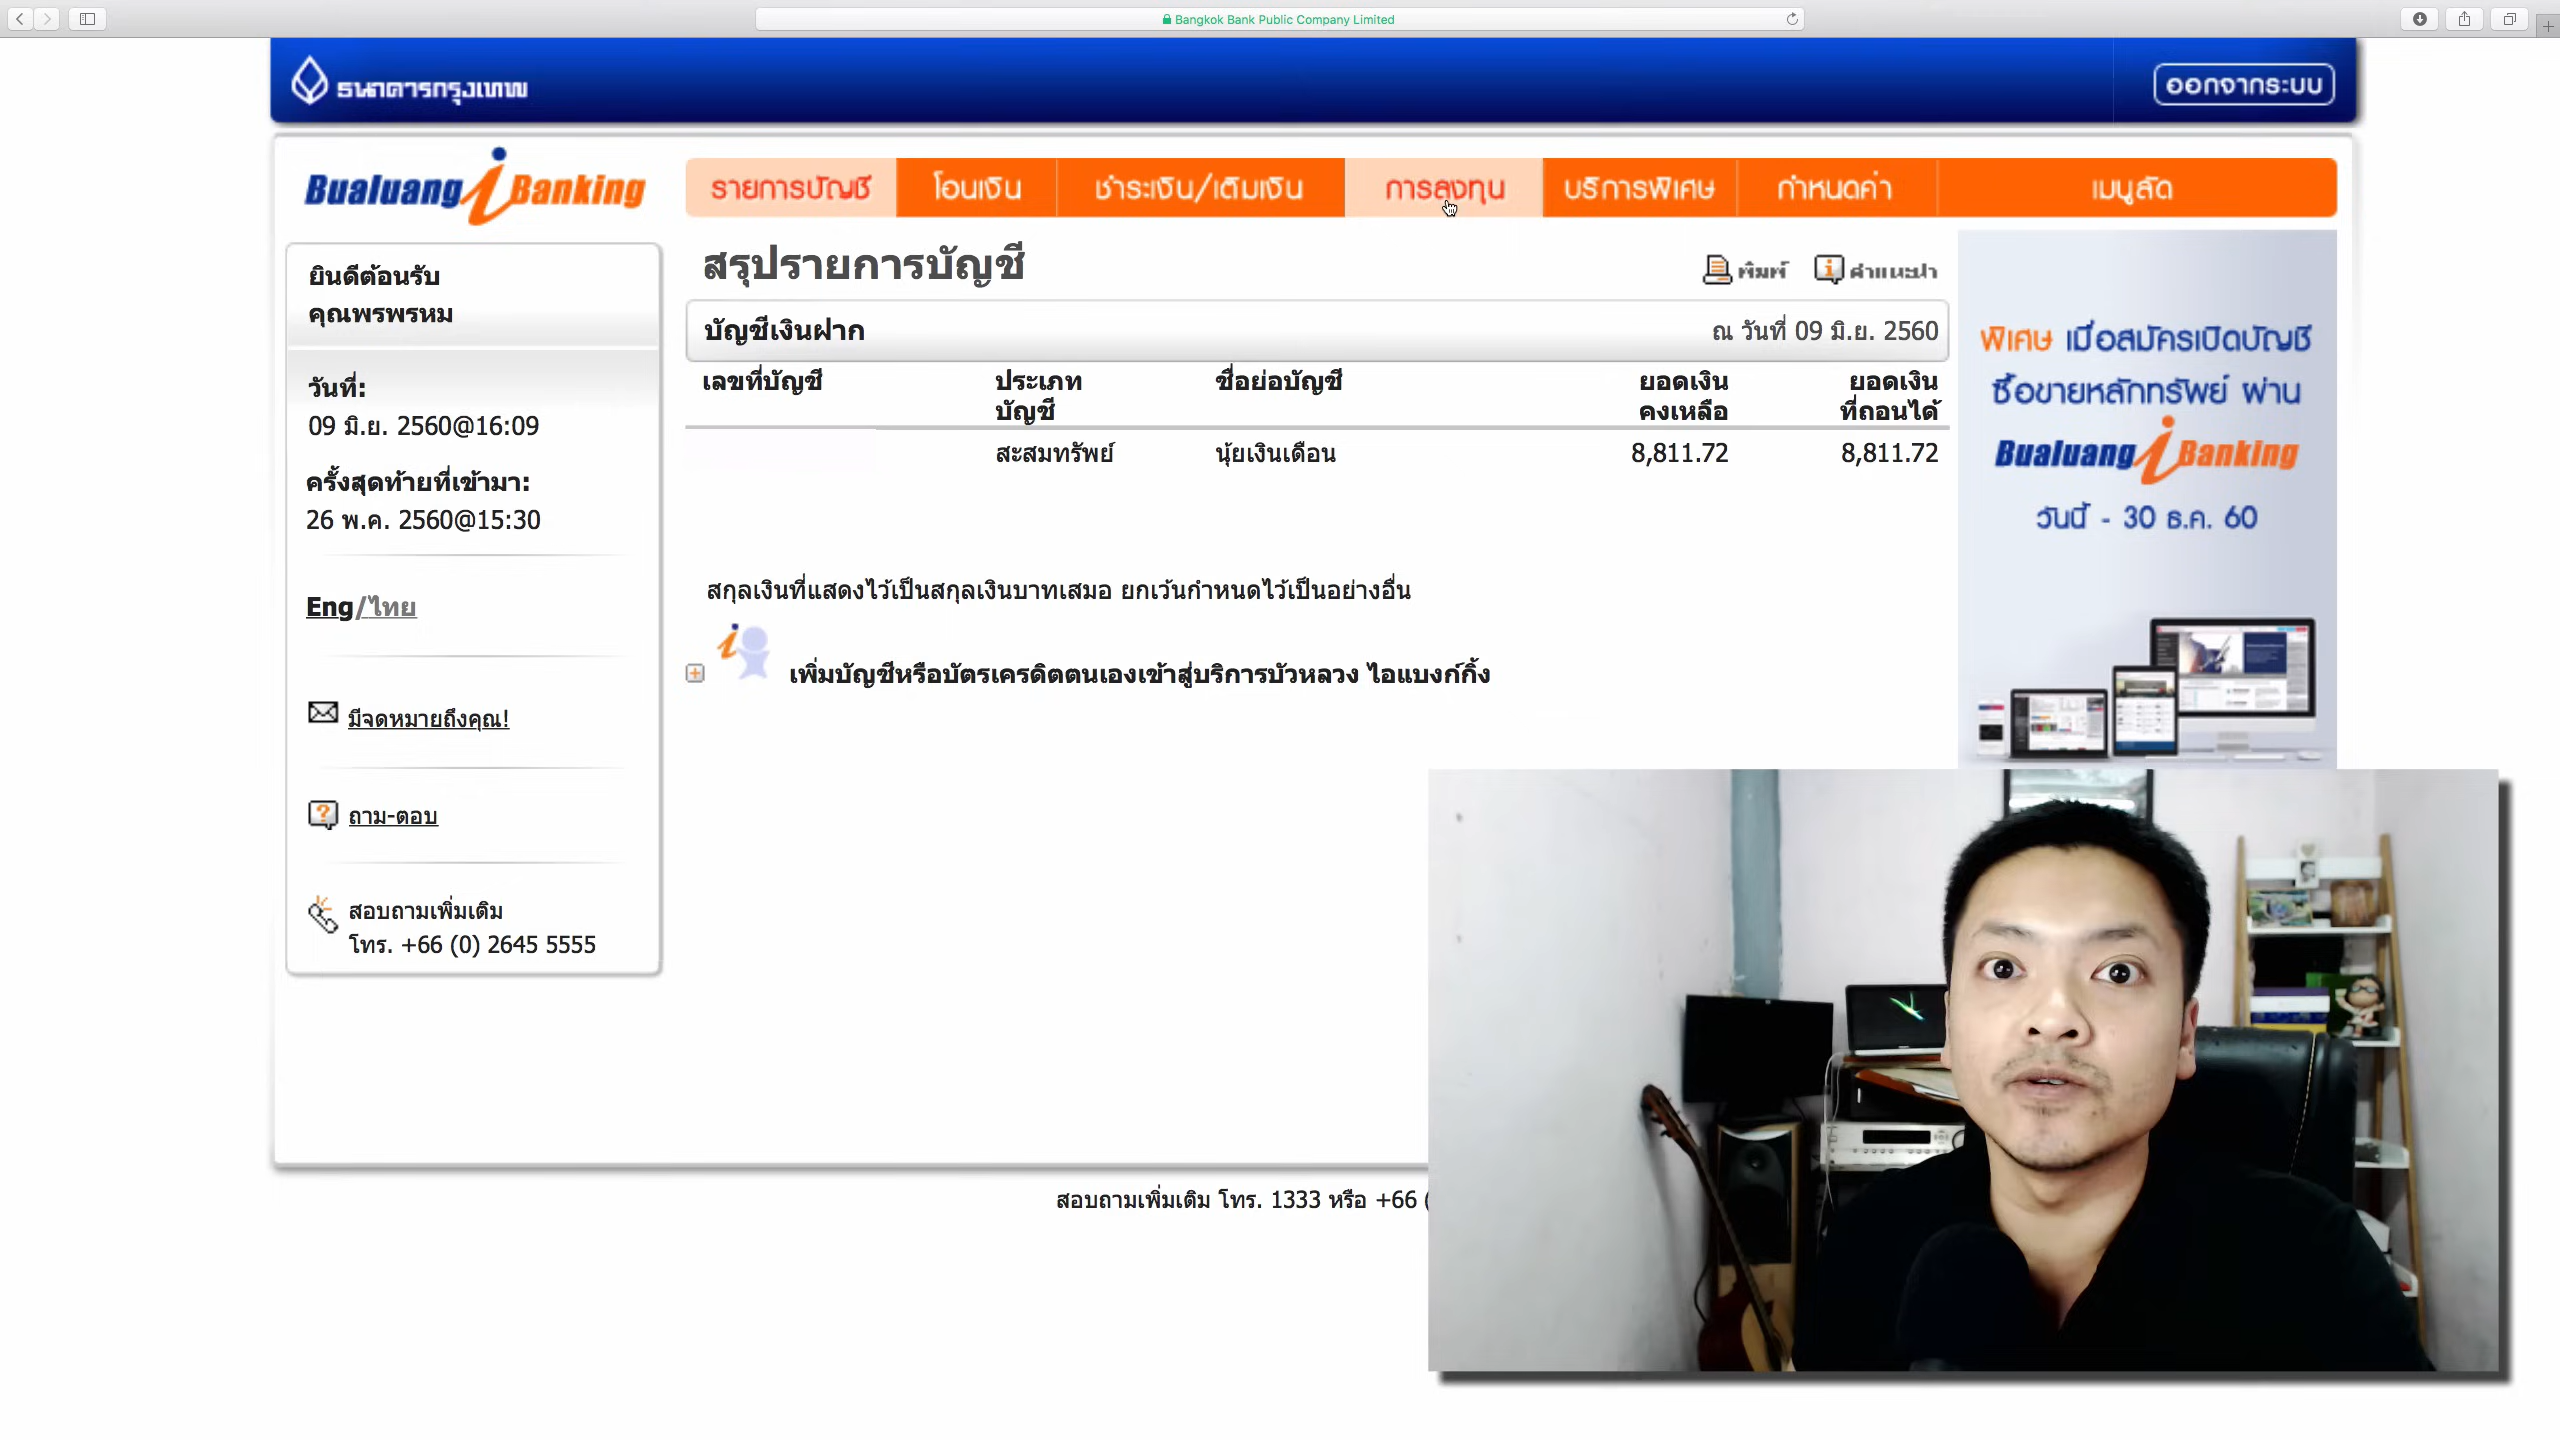 Bangkok Bank Public Company Limited
ธนาคารกรุงเทพ
ออกจากระบบ
Bualuang iBanking
รายการบัญชี
โอนเงิน
ชำระเงิน/เติมเงิน
การลงทุน
บริการพิเศษ
กำหนดค่า
เมนูลัด
ยินดีต้อนรับ
คุณพรพรหม
วันที่:
09 มิ.ย. 2560@16:09
ครั้งสุดท้ายที่เข้ามา:
26 พ.ค. 2560@15:30
Eng/ไทย
มีจดหมายถึงคุณ!
ถาม-ตอบ
สอบถามเพิ่มเติม
โทร. +66 (0) 2645 5555
สรุปรายการบัญชี
พิมพ์
คำแนะนำ
บัญชีเงินฝาก
ณ วันที่ 09 มิ.ย. 2560
เลขที่บัญชี
ประเภท
บัญชี
ชื่อย่อบัญชี
ยอดเงิน
คงเหลือ
ยอดเงิน
ที่ถอนได้
สะสมทรัพย์
นุ้ยเงินเดือน
8,811.72
8,811.72
สกุลเงินที่แสดงไว้เป็นสกุลเงินบาทเสมอ ยกเว้นกำหนดไว้เป็นอย่างอื่น
เพิ่มบัญชีหรือบัตรเครดิตตนเองเข้าสู่บริการบัวหลวง ไอแบงก์กิ้ง
พิเศษ เมื่อสมัครเปิดบัญชี
ซื้อขายหลักทรัพย์ ผ่าน
Bualuang iBanking
วันนี้ - 30 ธ.ค. 60
สอบถามเพิ่มเติม โทร. 1333 หรือ +66 (